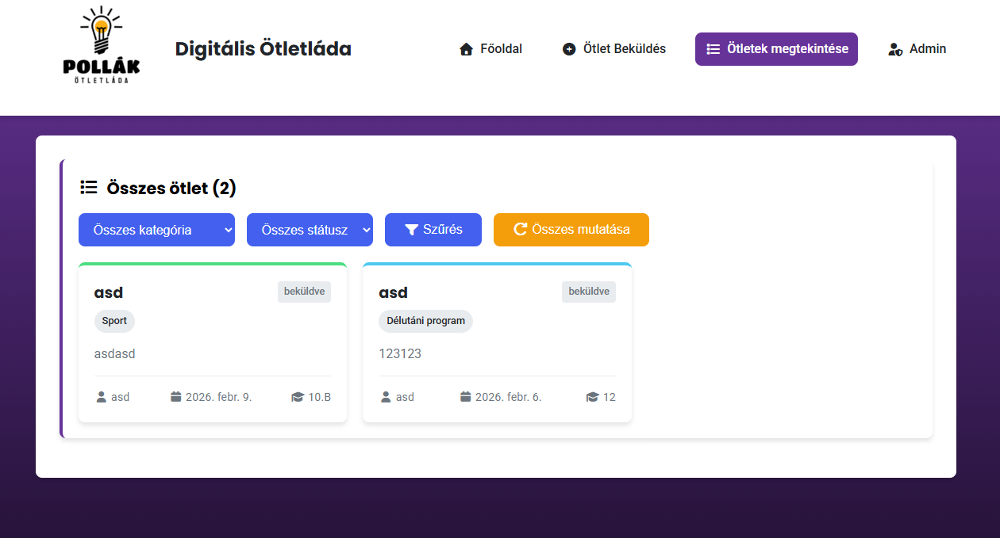 POLLÁK
ÖTLETLÁDA
Digitális Ötletláda
Főoldal
Ötlet Beküldés
Ötletek megtekintése
Admin
Összes ötlet (2)
Összes kategória
Összes státusz
Szűrés
Összes mutatása
asd
beküldve
Sport
asdasd
asd
2026. febr. 9.
10.B
asd
beküldve
Délutáni program
123123
asd
2026. febr. 6.
12